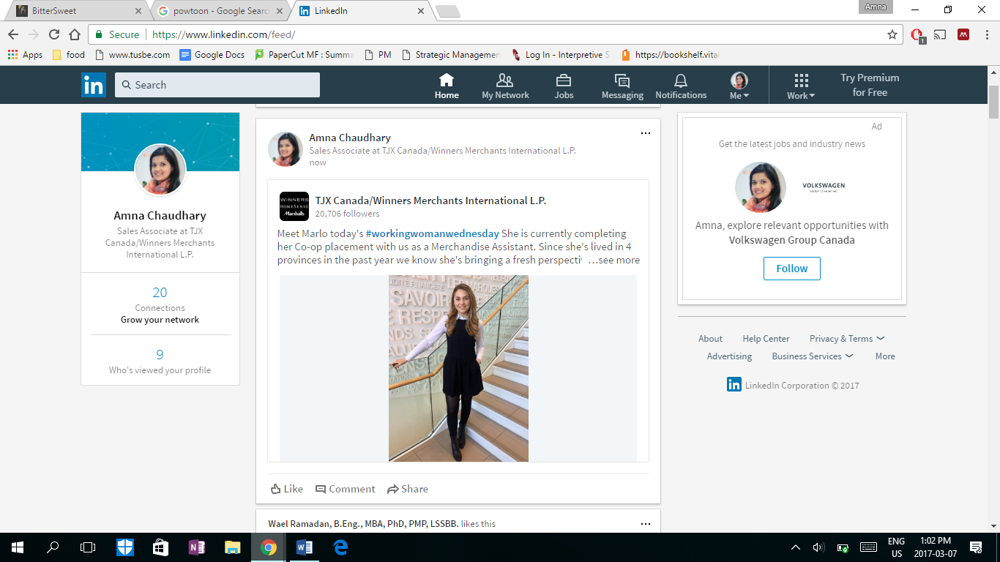 BitterSweet
powtoon - Google Searc
LinkedIn
Amna
Secure
https://www.linkedin.com/feed/
1
Apps
food
www.tusbe.com
Google Docs
PaperCut MF : Summa
PM
Strategic Managemen
Log In - Interpretive S
https://bookshelf.vital
in
Search
Home
My Network
Jobs
Messaging
Notifications
Me
Work
Try Premium
for Free
Amna Chaudhary
Sales Associate at TJX
Canada/Winners Merchants
International L.P.
20
Connections
Grow your network
9
Who's viewed your profile
Amna Chaudhary
Sales Associate at TJX Canada/Winners Merchants International L.P.
now
WINNERS
HOMESENSE
Marshalls
TJX Canada/Winners Merchants International L.P.
20,706 followers
Meet Marlo today's #workingwomanwednesday She is currently completing
her Co-op placement with us as a Merchandise Assistant. Since she's lived in 4
provinces in the past year we know she's bringing a fresh perspecti …see more
SAVOIR
Like
Comment
Share
Wael Ramadan, B.Eng., MBA, PhD, PMP, LSSBB. likes this
Ad
Get the latest jobs and industry news
VOLKSWAGEN
GROUP CANADA INC.
Amna, explore relevant opportunities with
Volkswagen Group Canada
Follow
About
Help Center
Privacy & Terms
Advertising
Business Services
More
in LinkedIn Corporation © 2017
ENG
US
1:02 PM
2017-03-07